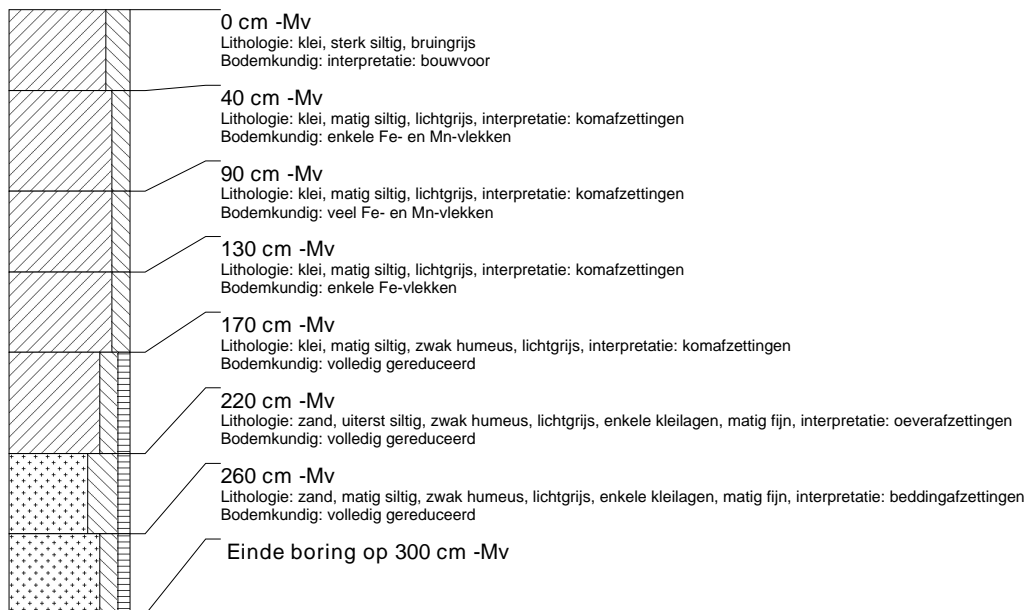 0 cm -Mv
Lithologie: klei, sterk siltig, bruingrijs
Bodemkundig: interpretatie: bouwvoor
40 cm -Mv
Lithologie: klei, matig siltig, lichtgrijs, interpretatie: komafzettingen
Bodemkundig: enkele Fe- en Mn-vlekken
90 cm -Mv
Lithologie: klei, matig siltig, lichtgrijs, interpretatie: komafzettingen
Bodemkundig: veel Fe- en Mn-vlekken
130 cm -Mv
Lithologie: klei, matig siltig, lichtgrijs, interpretatie: komafzettingen
Bodemkundig: enkele Fe-vlekken
170 cm -Mv
Lithologie: klei, matig siltig, zwak humeus, lichtgrijs, interpretatie: komafzettingen
Bodemkundig: volledig gereduceerd
220 cm -Mv
Lithologie: zand, uiterst siltig, zwak humeus, lichtgrijs, enkele kleilagen, matig fijn, interpretatie: oeverafzettingen
Bodemkundig: volledig gereduceerd
260 cm -Mv
Lithologie: zand, matig siltig, zwak humeus, lichtgrijs, enkele kleilagen, matig fijn, interpretatie: beddingafzettingen
Bodemkundig: volledig gereduceerd
Einde boring op 300 cm -Mv